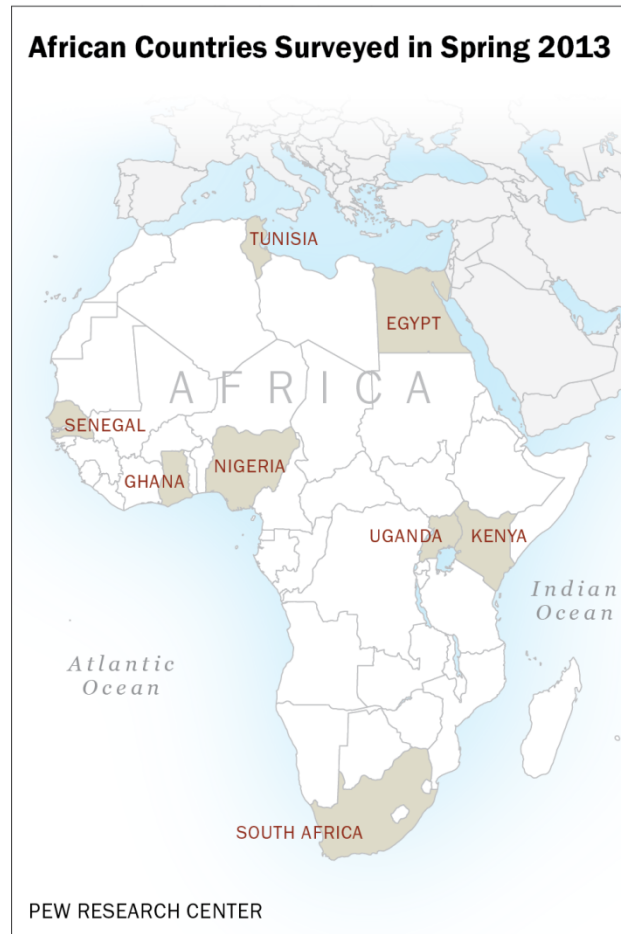 African Countries Surveyed in Spring 2013
TUNISIA
EGYPT
AFRICA
SENEGAL
GHANA
NIGERIA
UGANDA
KENYA
Indian
Ocean
Atlantic
Ocean
SOUTH AFRICA
PEW RESEARCH CENTER